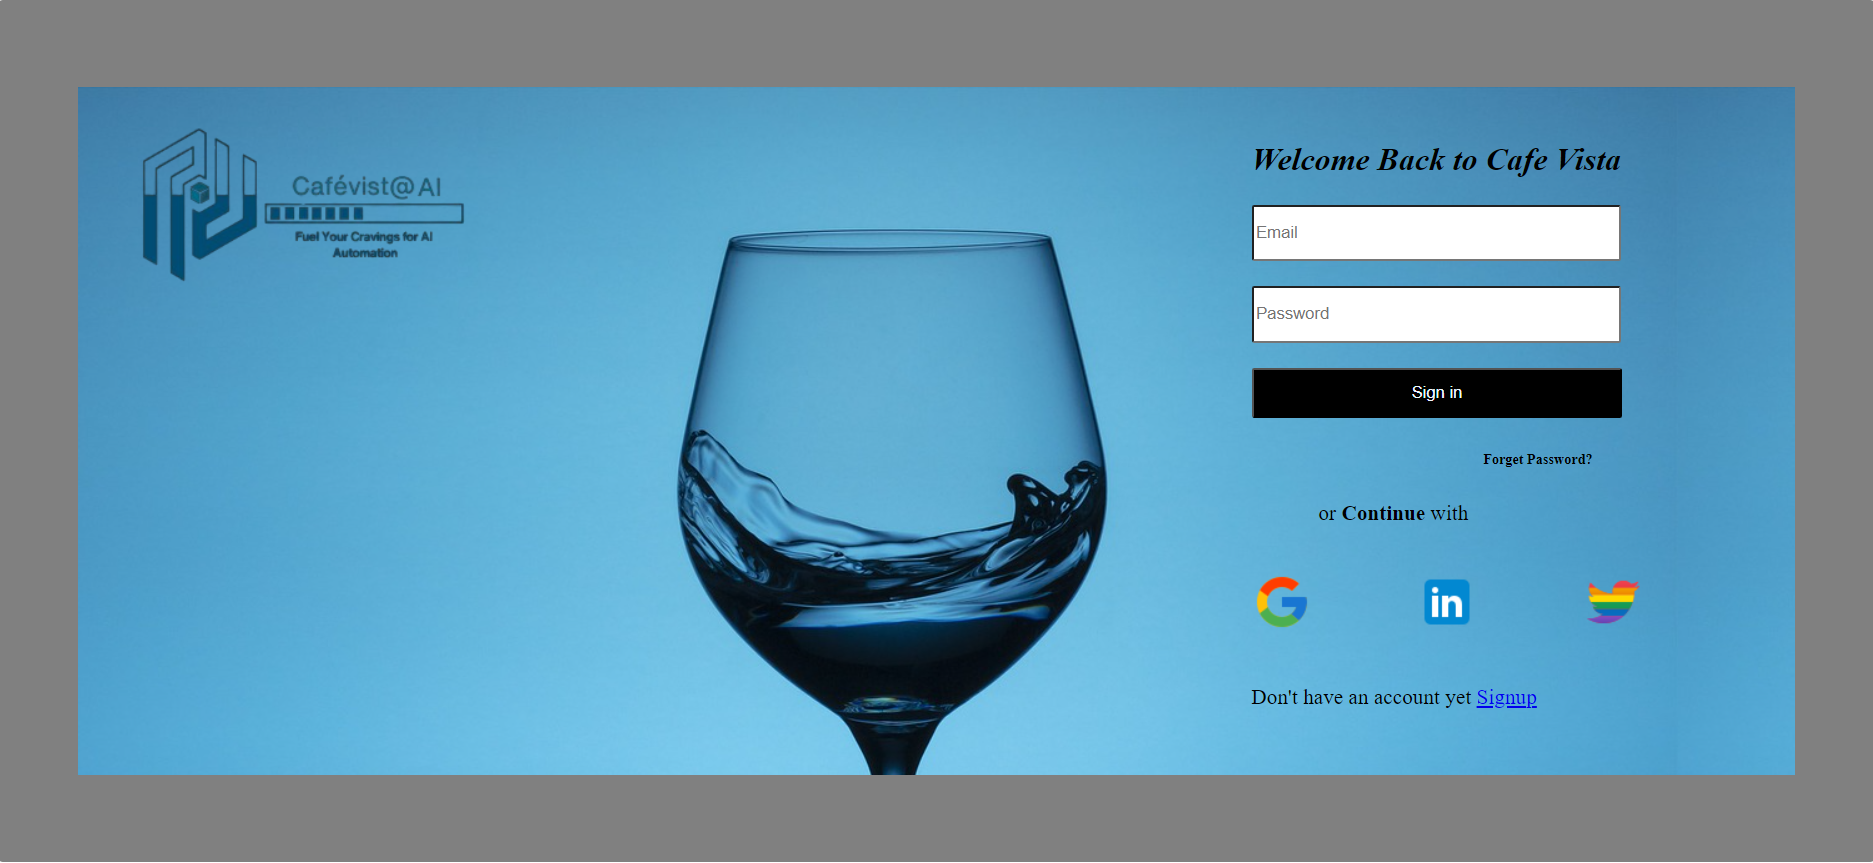 Cafévist@AI
Fuel Your Cravings for AI
Automation
Welcome Back to Cafe Vista
Email
Password
Sign in
Forget Password?
or Continue with
in
Don't have an account yet Signup